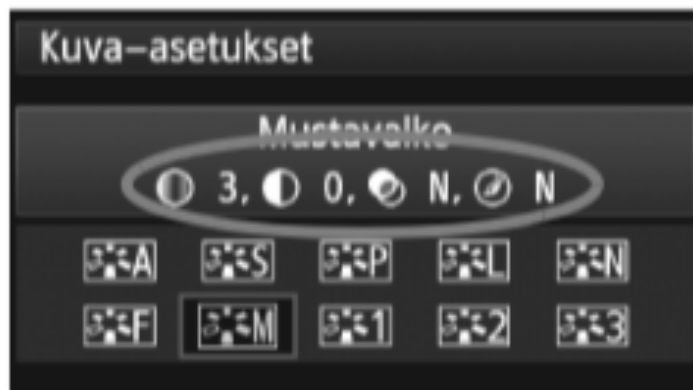 Kuva-asetukset
Mustavalko
3, 0, N, N
A S P L N
F M 1 2 3